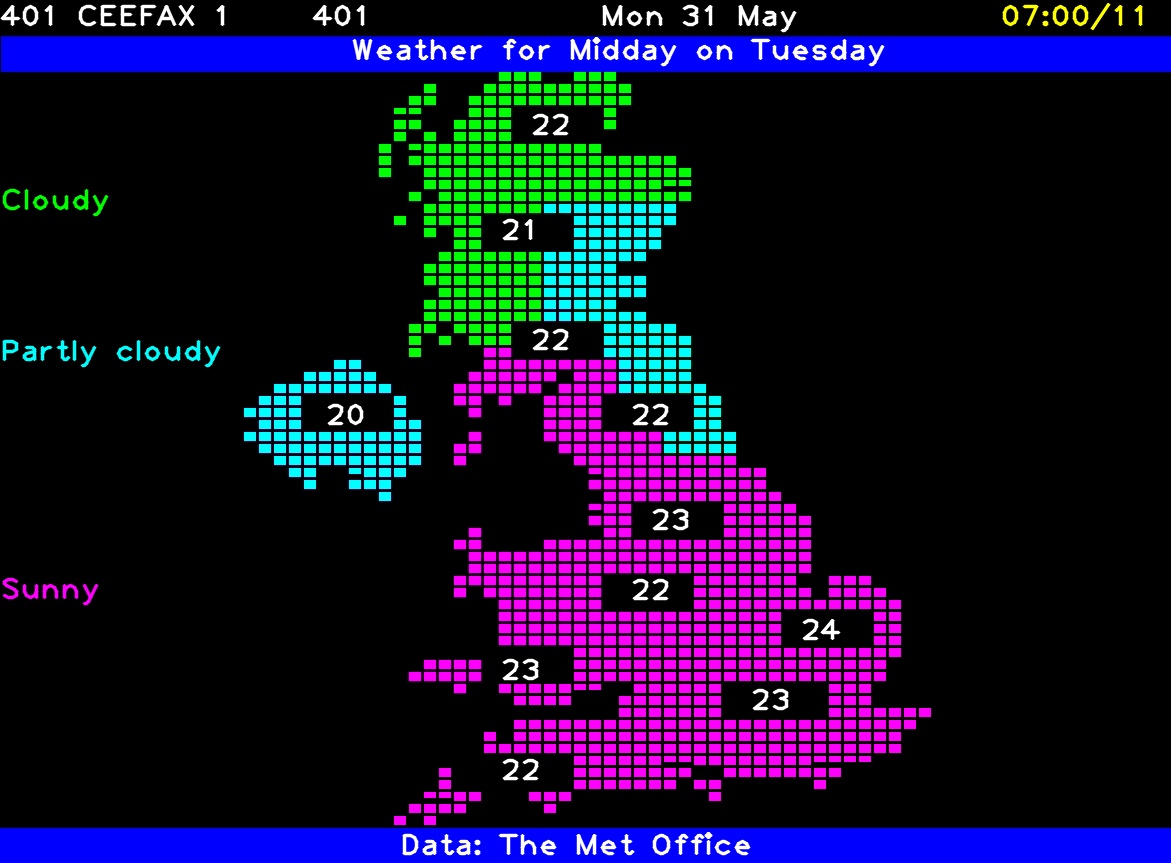 401 CEEFAX 1 401 Mon 31 May 07:00/11
Weather for Midday on Tuesday
22
Cloudy
21
22
Partly cloudy
20
22
23
Sunny
22
24
23
23
22
Data: The Met Office